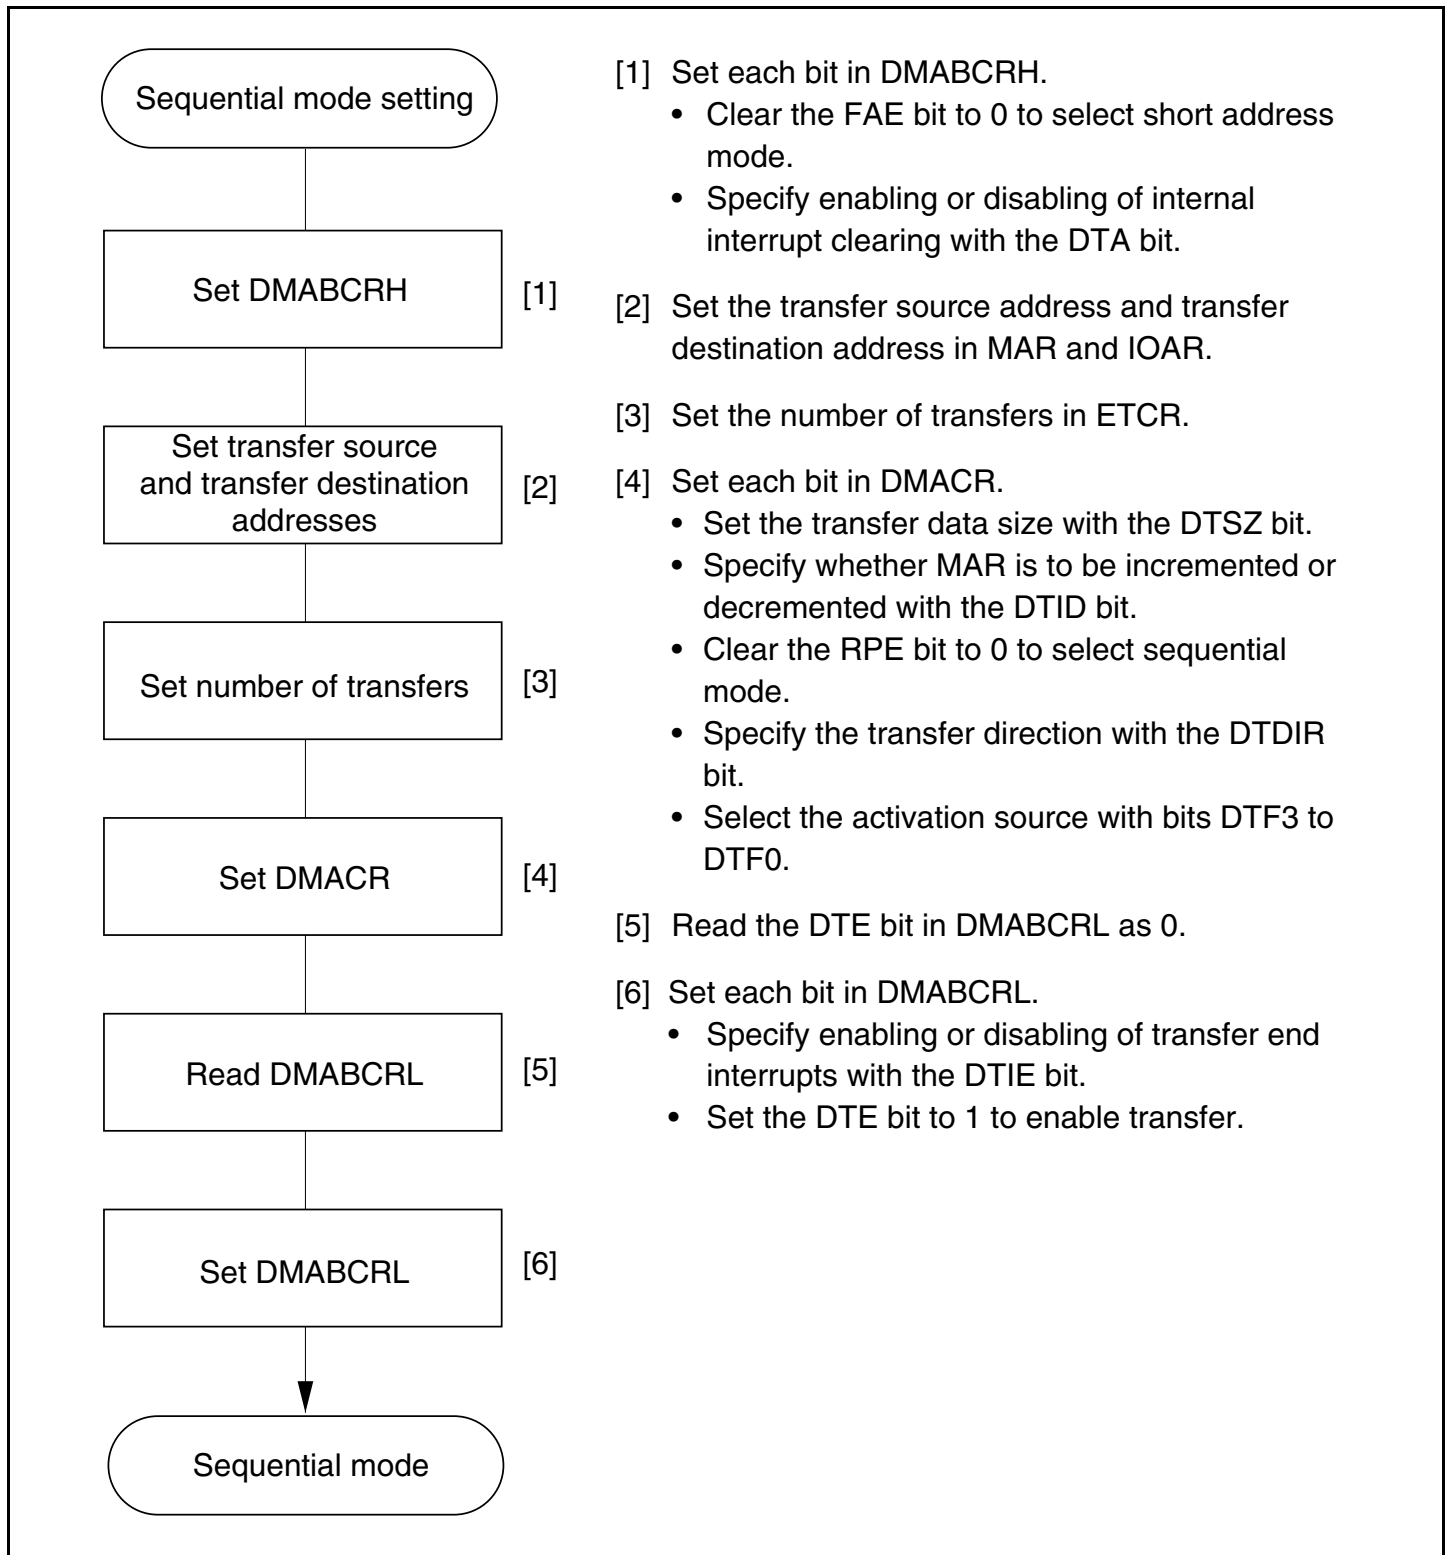 Sequential mode setting
Set DMABCRH
[1]
Set transfer source
and transfer destination
addresses
[2]
Set number of transfers
[3]
Set DMACR
[4]
Read DMABCRL
[5]
Set DMABCRL
[6]
Sequential mode
[1] Set each bit in DMABCRH.
• Clear the FAE bit to 0 to select short address
mode.
• Specify enabling or disabling of internal
interrupt clearing with the DTA bit.
[2] Set the transfer source address and transfer
destination address in MAR and IOAR.
[3] Set the number of transfers in ETCR.
[4] Set each bit in DMACR.
• Set the transfer data size with the DTSZ bit.
• Specify whether MAR is to be incremented or
decremented with the DTID bit.
• Clear the RPE bit to 0 to select sequential
mode.
• Specify the transfer direction with the DTDIR
bit.
• Select the activation source with bits DTF3 to
DTF0.
[5] Read the DTE bit in DMABCRL as 0.
[6] Set each bit in DMABCRL.
• Specify enabling or disabling of transfer end
interrupts with the DTIE bit.
• Set the DTE bit to 1 to enable transfer.